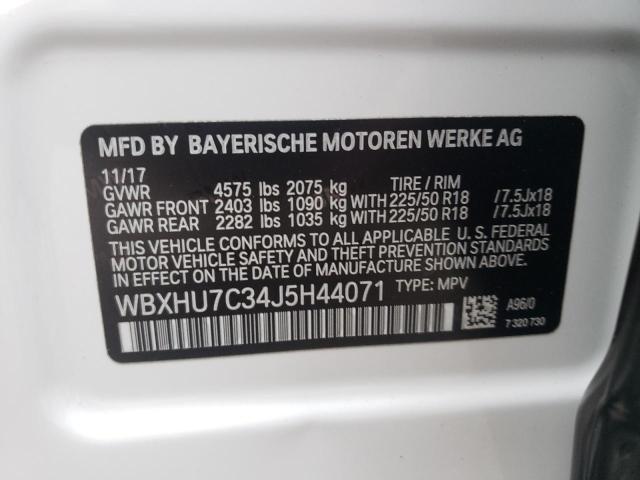 MFD BY BAYERISCHE MOTOREN WERKE AG
11/17
GVWR 4575 lbs 2075 kg TIRE / RIM
GAWR FRONT 2403 lbs 1090 kg WITH 225/50 R18 /7.5Jx18
GAWR REAR 2282 lbs 1035 kg WITH 225/50 R18 /7.5Jx18
THIS VEHICLE CONFORMS TO ALL APPLICABLE U. S. FEDERAL
MOTOR VEHICLE SAFETY AND THEFT PREVENTION STANDARDS
IN EFFECT ON THE DATE OF MANUFACTURE SHOWN ABOVE.
WBXHU7C34J5H44071 TYPE: MPV
A96/0
7 320 730